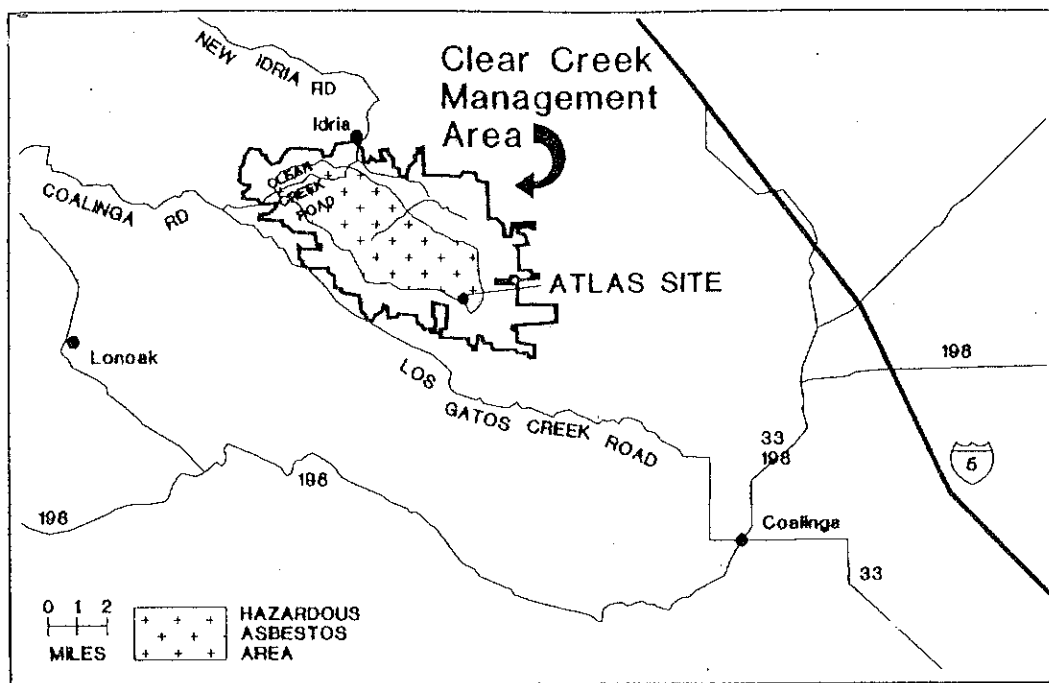 NEW IDRIA RD
Clear Creek
Management
Area
Idria
OCEAR
CREEK
ROAD
COALINGA RD
ATLAS SITE
Lonoak
LOS GATOS CREEK ROAD
198
33
198
5
198
198
Coalinga
33
0 1 2
MILES
HAZARDOUS
ASBESTOS
AREA